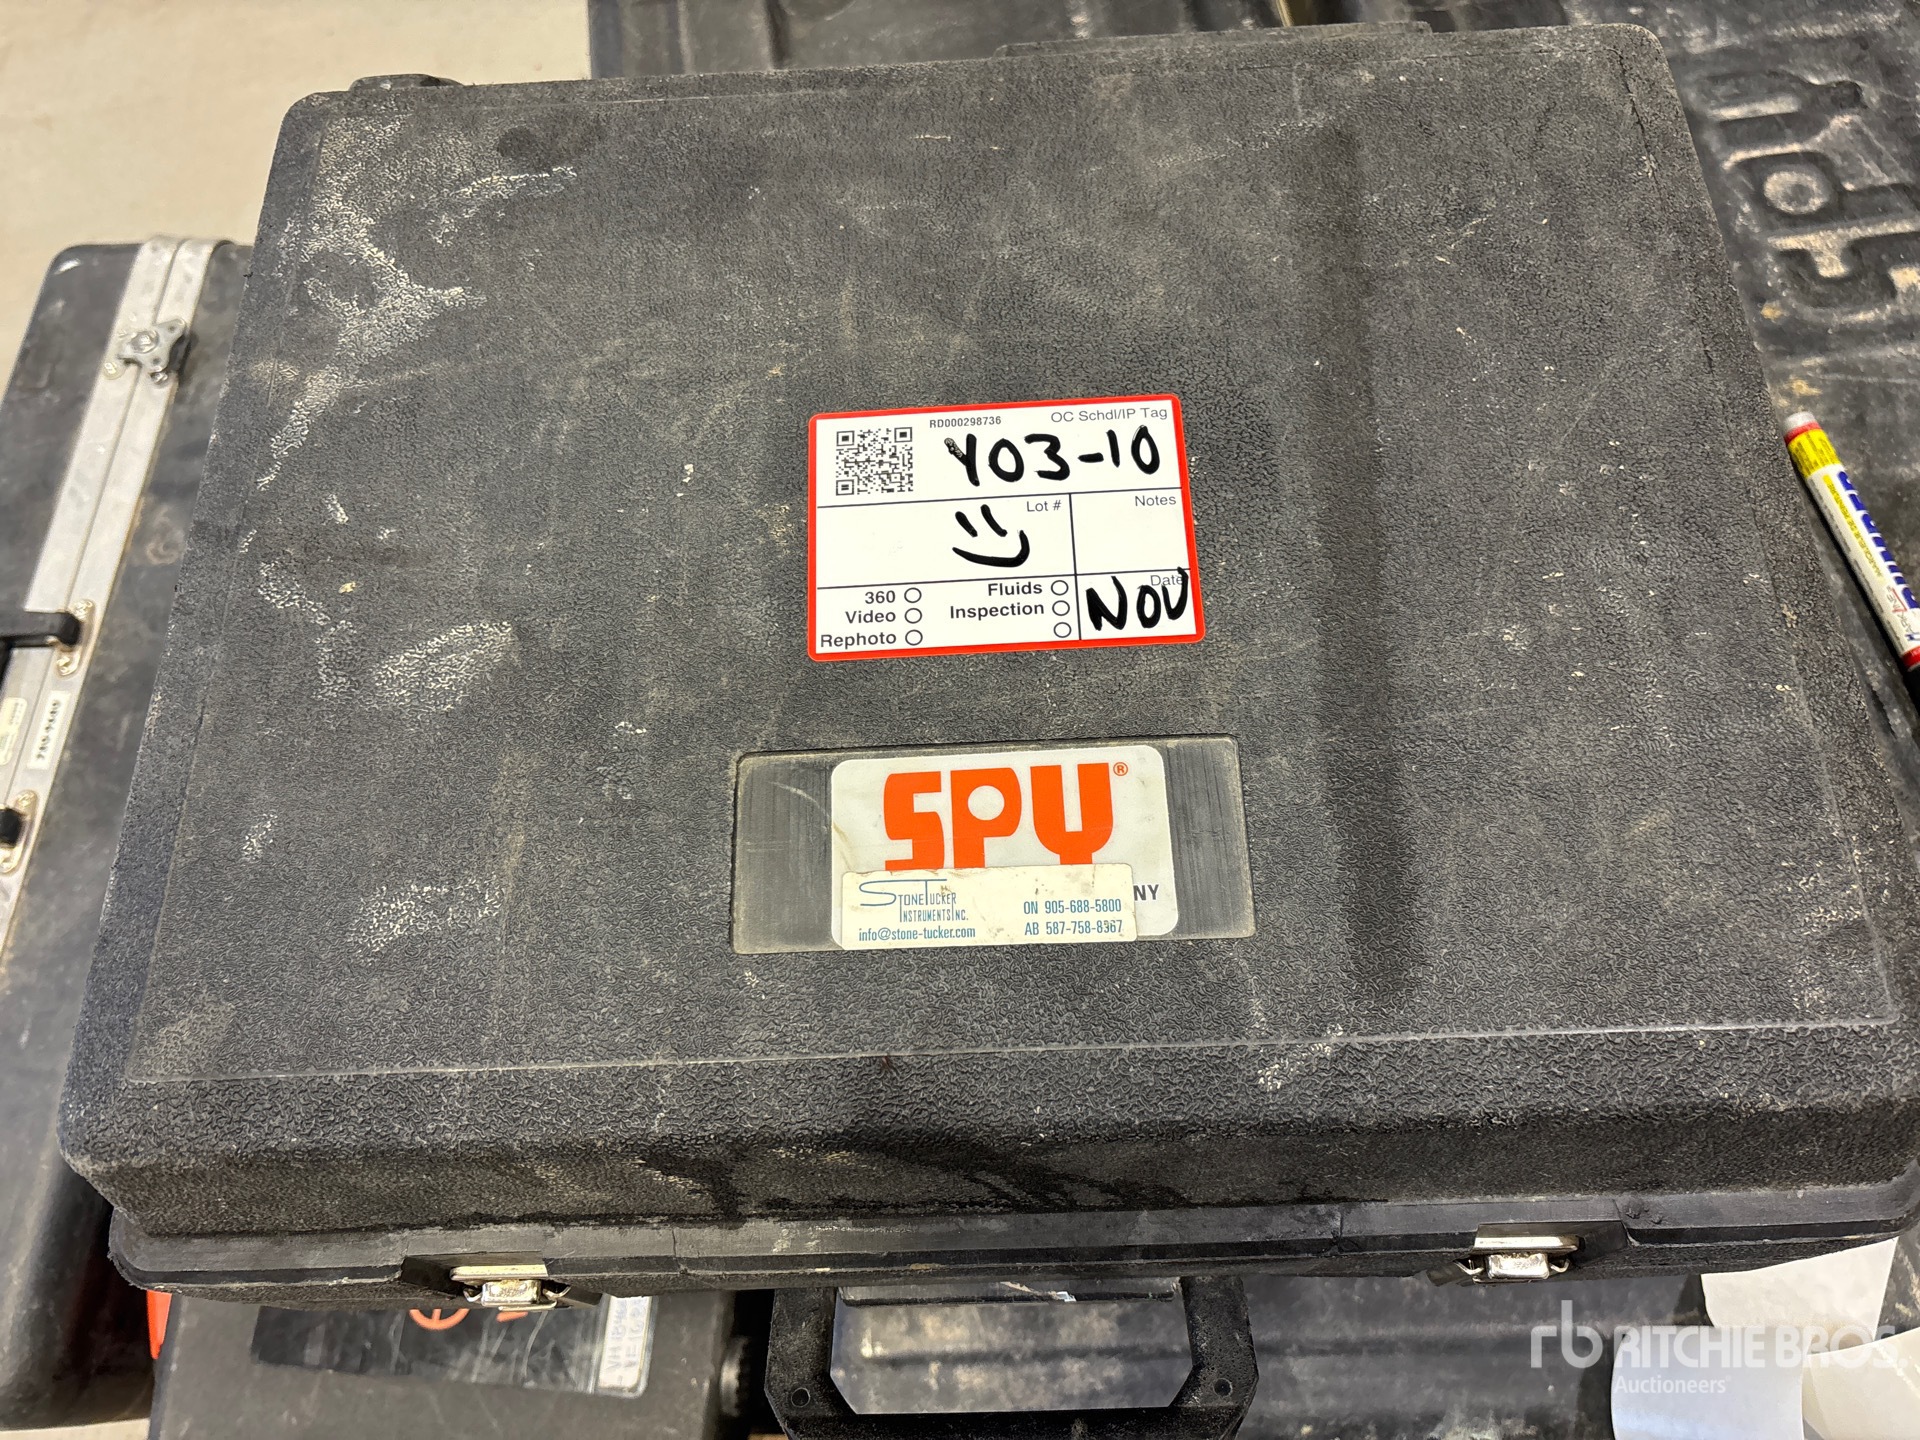 RD000298736
OC Schdl/IP Tag
Y03-10
Lot #
Notes
360
Fluids
Date
Video
Inspection
NOV
Rephoto
SPY®
NY
STONETUCKER
INSTRUMENTS INC.
ON 905-688-5800
info@stone-tucker.com
AB 587-758-8367
rb RITCHIE BROS.
Auctioneers